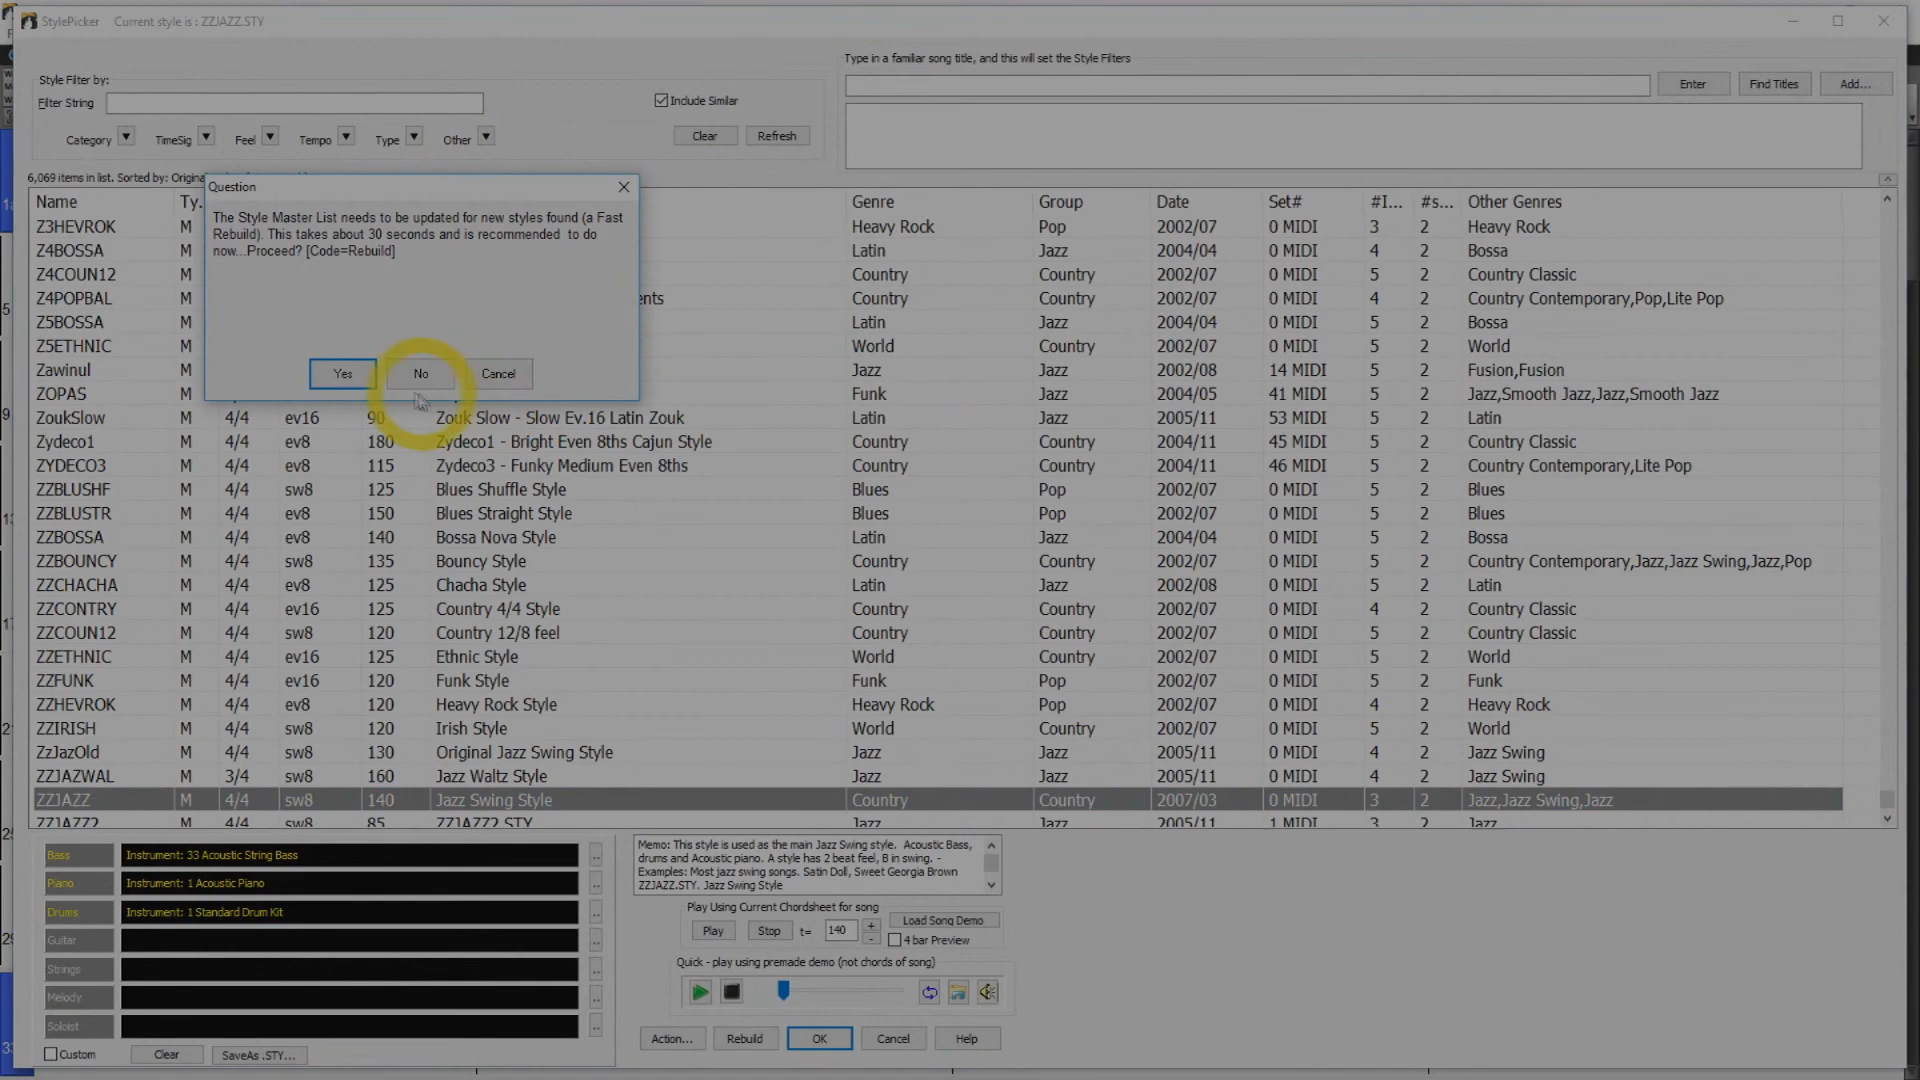 StylePicker Current style is : ZZJAZZ.STY
Type in a familiar song title, and this will set the Style Filters
Style Filter by:
Filter String
Include Similar
Enter Find Titles Add...
Category TimeSig Feel Tempo Type Other Clear Refresh
6,069 items in list. Sorted by: Origina
Question
The Style Master List needs to be updated for new styles found (a Fast
Rebuild). This takes about 30 seconds and is recommended to do
now...Proceed? [Code=Rebuild]
Yes No Cancel
Name Ty. Genre Group Date Set# #I... #s... Other Genres
Z3HEVROK M Heavy Rock Pop 2002/07 0 MIDI 3 2 Heavy Rock
Z4BOSSA M Latin Jazz 2004/04 0 MIDI 4 2 Bossa
Z4COUN12 M Country Country 2002/07 0 MIDI 5 2 Country Classic
Z4POPBAL M ents Country Country 2002/07 0 MIDI 4 2 Country Contemporary,Pop,Lite Pop
Z5BOSSA M Latin Jazz 2004/04 0 MIDI 5 2 Bossa
Z5ETHNIC M World Country 2002/07 0 MIDI 5 2 World
Zawinul M Jazz Jazz 2002/08 14 MIDI 5 2 Fusion,Fusion
ZOPAS M Funk Jazz 2004/05 41 MIDI 5 2 Jazz,Smooth Jazz,Jazz,Smooth Jazz
ZoukSlow M 4/4 ev16 90 Zouk Slow - Slow Ev.16 Latin Zouk Latin Jazz 2005/11 53 MIDI 5 2 Latin
Zydeco1 M 4/4 ev8 180 Zydeco1 - Bright Even 8ths Cajun Style Country Country 2004/11 45 MIDI 5 2 Country Classic
ZYDECO3 M 4/4 ev8 115 Zydeco3 - Funky Medium Even 8ths Country Country 2004/11 46 MIDI 5 2 Country Contemporary,Lite Pop
ZZBLUSHF M 4/4 sw8 125 Blues Shuffle Style Blues Pop 2002/07 0 MIDI 5 2 Blues
ZZBLUSTR M 4/4 ev8 150 Blues Straight Style Blues Pop 2002/07 0 MIDI 5 2 Blues
ZZBOSSA M 4/4 ev8 140 Bossa Nova Style Latin Jazz 2004/04 0 MIDI 5 2 Bossa
ZZBOUNCY M 4/4 sw8 135 Bouncy Style Country Country 2002/07 0 MIDI 5 2 Country Contemporary,Jazz,Jazz Swing,Jazz,Pop
ZZCHACHA M 4/4 ev8 125 Chacha Style Latin Jazz 2002/08 0 MIDI 5 2 Latin
ZZCONTRY M 4/4 ev16 125 Country 4/4 Style Country Country 2002/07 0 MIDI 4 2 Country Classic
ZZCOUN12 M 4/4 sw8 120 Country 12/8 feel Country Country 2002/07 0 MIDI 5 2 Country Classic
ZZETHNIC M 4/4 ev16 125 Ethnic Style World Country 2002/07 0 MIDI 5 2 World
ZZFUNK M 4/4 ev16 120 Funk Style Funk Pop 2002/07 0 MIDI 5 2 Funk
ZZHEVROK M 4/4 ev8 120 Heavy Rock Style Heavy Rock Pop 2002/07 0 MIDI 4 2 Heavy Rock
ZZIRISH M 4/4 sw8 120 Irish Style World Country 2002/07 0 MIDI 5 2 World
ZzJazOld M 4/4 sw8 130 Original Jazz Swing Style Jazz Jazz 2005/11 0 MIDI 4 2 Jazz Swing
ZZJAZWAL M 3/4 sw8 160 Jazz Waltz Style Jazz Jazz 2005/11 0 MIDI 4 2 Jazz Swing
ZZJAZZ M 4/4 sw8 140 Jazz Swing Style Country Country 2007/03 0 MIDI 3 2 Jazz,Jazz Swing,Jazz
ZZJAZZ2 M 4/4 sw8 85 ZZJAZZ2.STY Jazz Jazz 2005/11 1 MIDI 3 2 Jazz
Bass Instrument: 33 Acoustic String Bass
Piano Instrument: 1 Acoustic Piano
Drums Instrument: 1 Standard Drum Kit
Guitar
Strings
Melody
Soloist
Custom Clear SaveAs .STY...
Memo: This style is used as the main Jazz Swing style. Acoustic Bass,
drums and Acoustic piano. A style has 2 beat feel, B in swing. -
Examples: Most jazz swing songs. Satin Doll, Sweet Georgia Brown
ZZJAZZ.STY. Jazz Swing Style
Play Using Current Chordsheet for song
Play Stop t= 140 + - Load Song Demo
4 bar Preview
Quick - play using premade demo (not chords of song)
Action... Rebuild OK Cancel Help